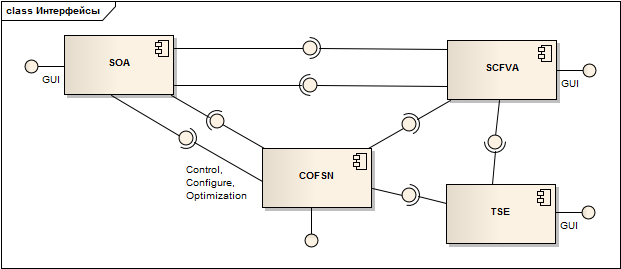 class Интерфейсы
SOA
SCFVA
GUI
GUI
Control,
Configure,
Optimization
COFSN
TSE
GUI